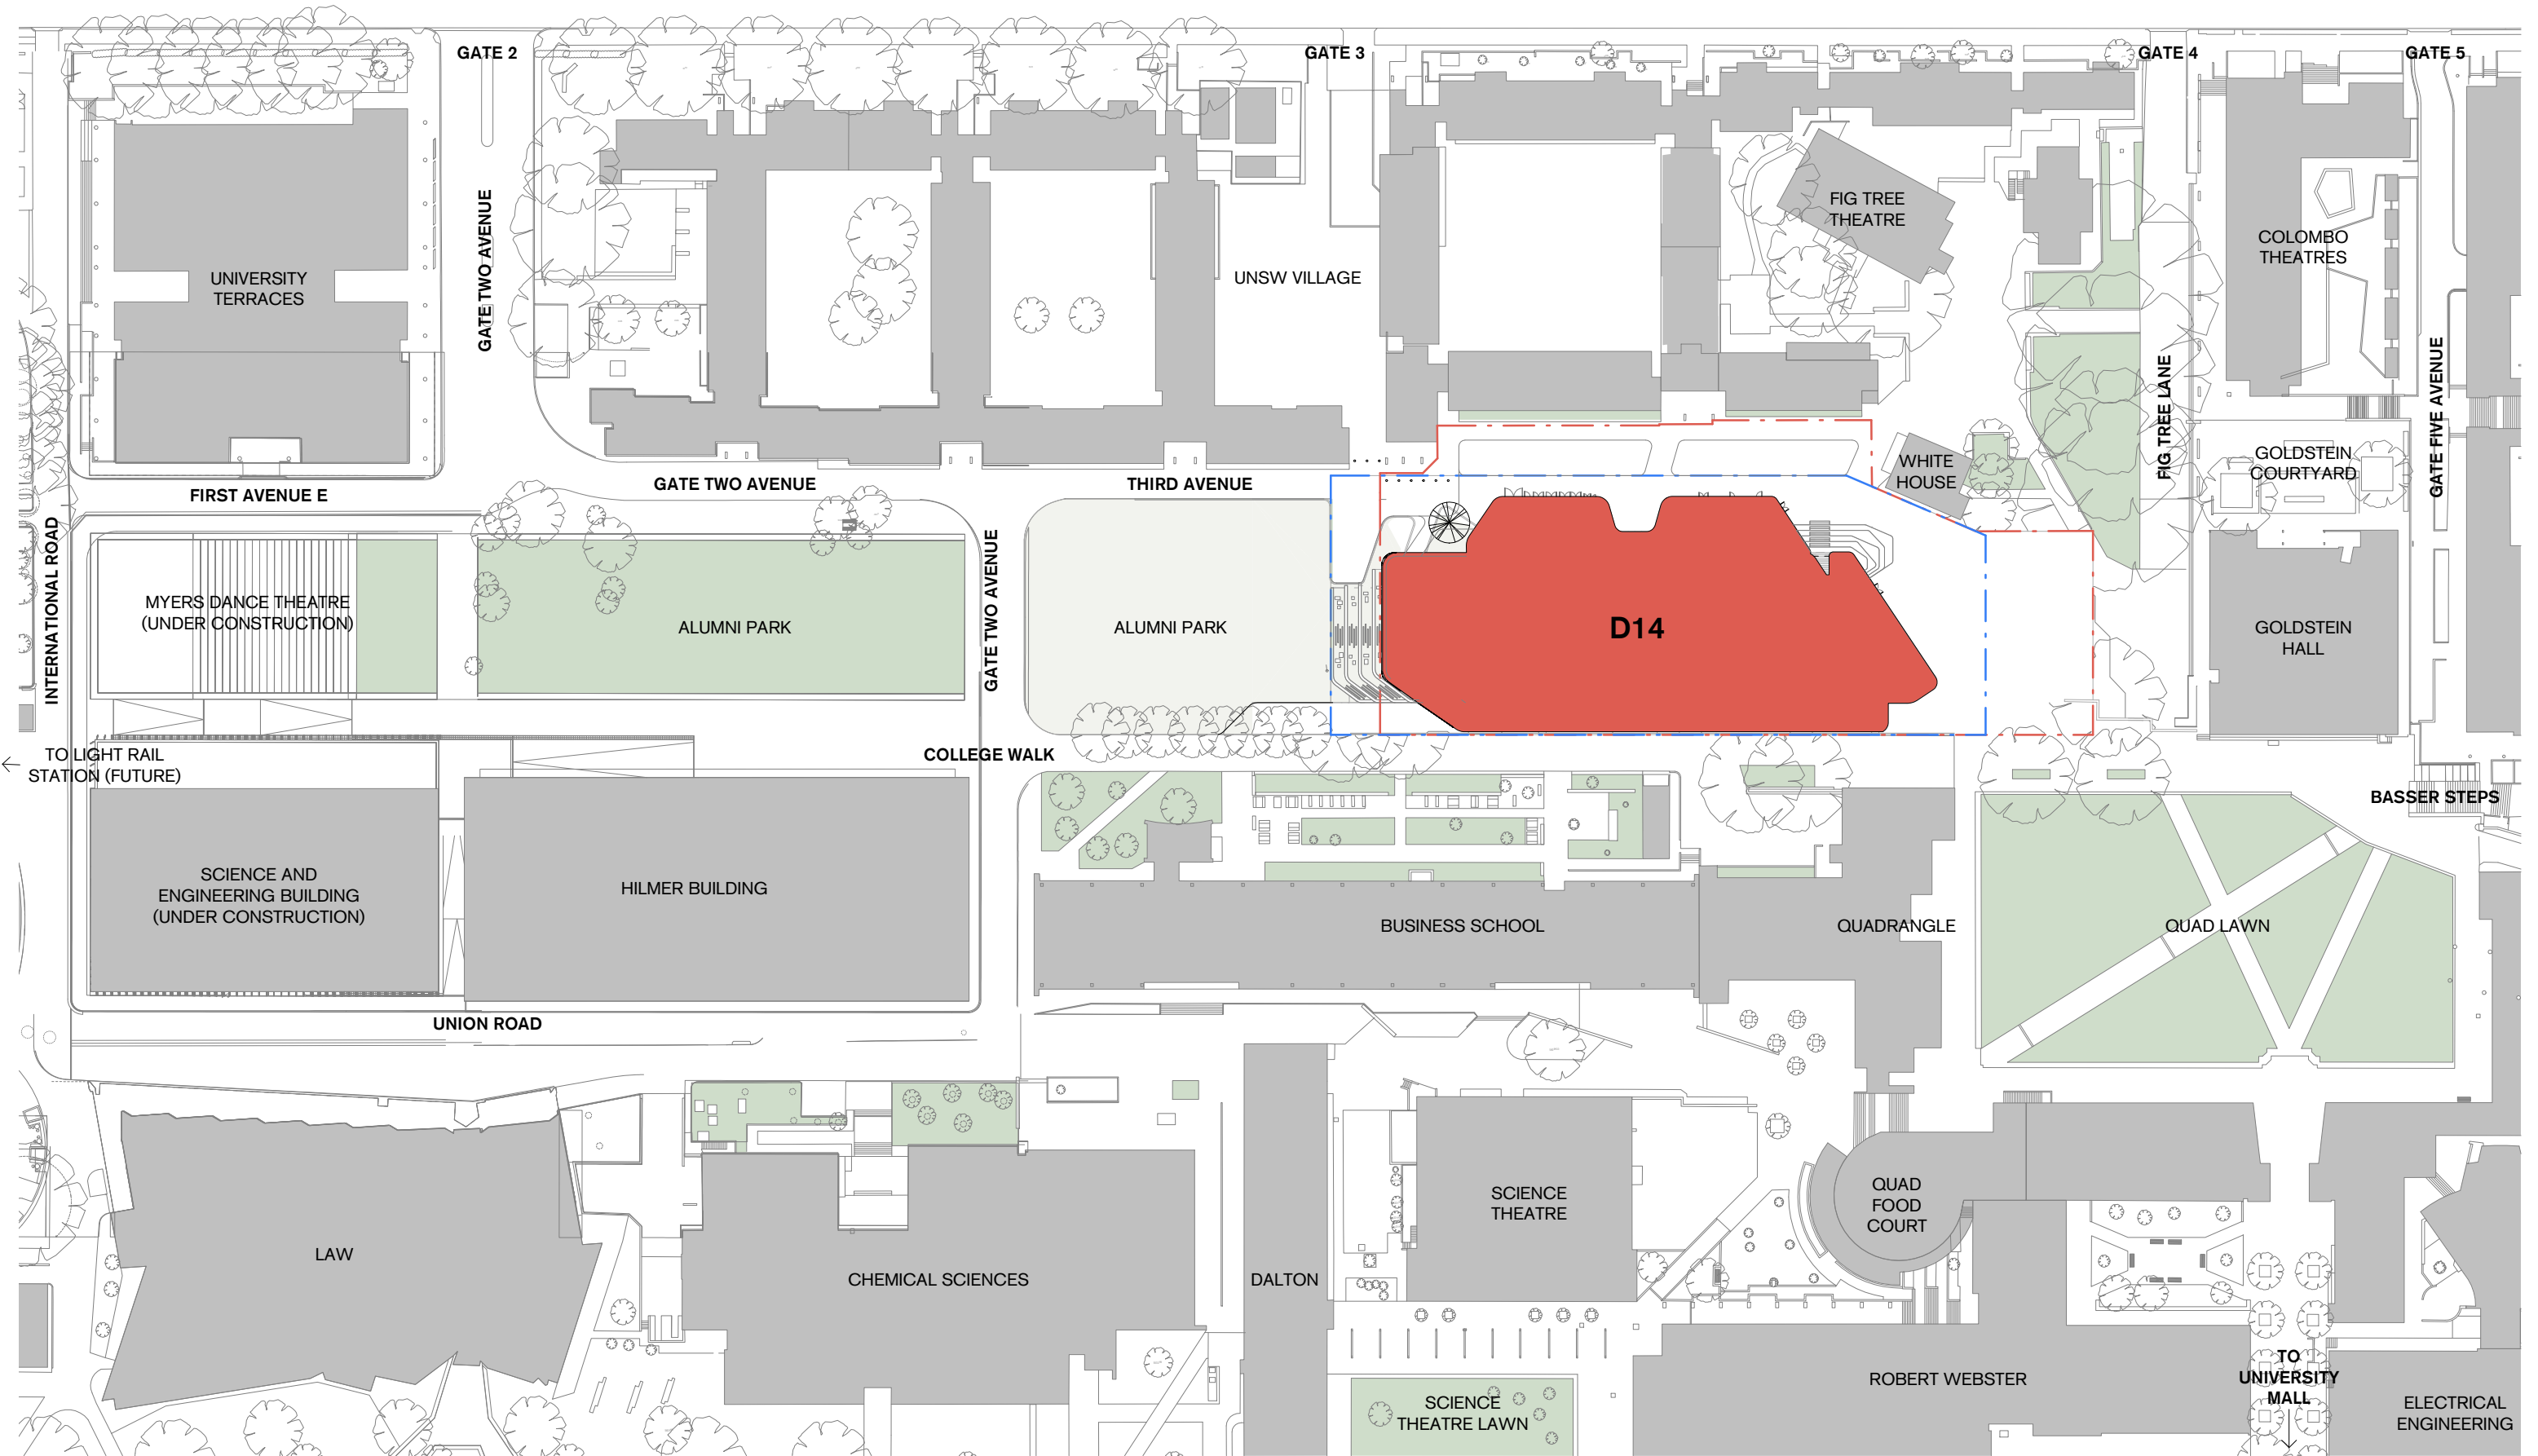 GATE 2
GATE 3
GATE 4
GATE 5
GATE TWO AVENUE
UNIVERSITY
TERRACES
UNSW VILLAGE
FIG TREE
THEATRE
COLOMBO
THEATRES
FIG TREE LANE
GATE FIVE AVENUE
WHITE
HOUSE
GOLDSTEIN
COURTYARD
FIRST AVENUE E
GATE TWO AVENUE
THIRD AVENUE
INTERNATIONAL ROAD
MYERS DANCE THEATRE
(UNDER CONSTRUCTION)
ALUMNI PARK
GATE TWO AVENUE
ALUMNI PARK
D14
GOLDSTEIN
HALL
TO LIGHT RAIL
STATION (FUTURE)
COLLEGE WALK
BASSER STEPS
SCIENCE AND
ENGINEERING BUILDING
(UNDER CONSTRUCTION)
HILMER BUILDING
BUSINESS SCHOOL
QUADRANGLE
QUAD LAWN
UNION ROAD
LAW
CHEMICAL SCIENCES
DALTON
SCIENCE
THEATRE
QUAD
FOOD
COURT
ROBERT WEBSTER
TO
UNIVERSITY
MALL
SCIENCE
THEATRE LAWN
ELECTRICAL
ENGINEERING